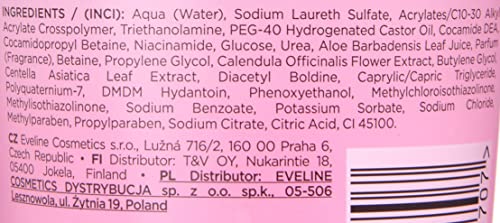 INGREDIENTS / (INCI): Aqua (Water), Sodium Laureth Sulfate, Acrylates/C10-30 Alkyl
Acrylate Crosspolymer, Triethanolamine, PEG-40 Hydrogenated Castor Oil, Cocamide DEA,
Cocamidopropyl Betaine, Niacinamide, Glucose, Urea, Aloe Barbadensis Leaf Juice, Parfum
(Fragrance), Betaine, Propylene Glycol, Calendula Officinalis Flower Extract, Butylene Glycol,
Centella Asiatica Leaf Extract, Diacetyl Boldine, Caprylic/Capric Triglyceride,
Polyquaternium-7, DMDM Hydantoin, Phenoxyethanol, Methylchloroisothiazolinone,
Methylisothiazolinone, Sodium Benzoate, Potassium Sorbate, Sodium Chloride,
Methylparaben, Propylparaben, Sodium Citrate, Citric Acid, CI 45100.
CZ Eveline Cosmetics s.r.o., Lužná 716/2, 160 00 Praha 6,
Czech Republic • FI Distributor: T&V OY, Nukarintie 18,
05400 Jokela, Finland • PL Distributor: EVELINE
COSMETICS DYSTRYBUCJA sp. z o.o. sp.k., 05-506
Lesznowola, ul. Żytnia 19, Poland